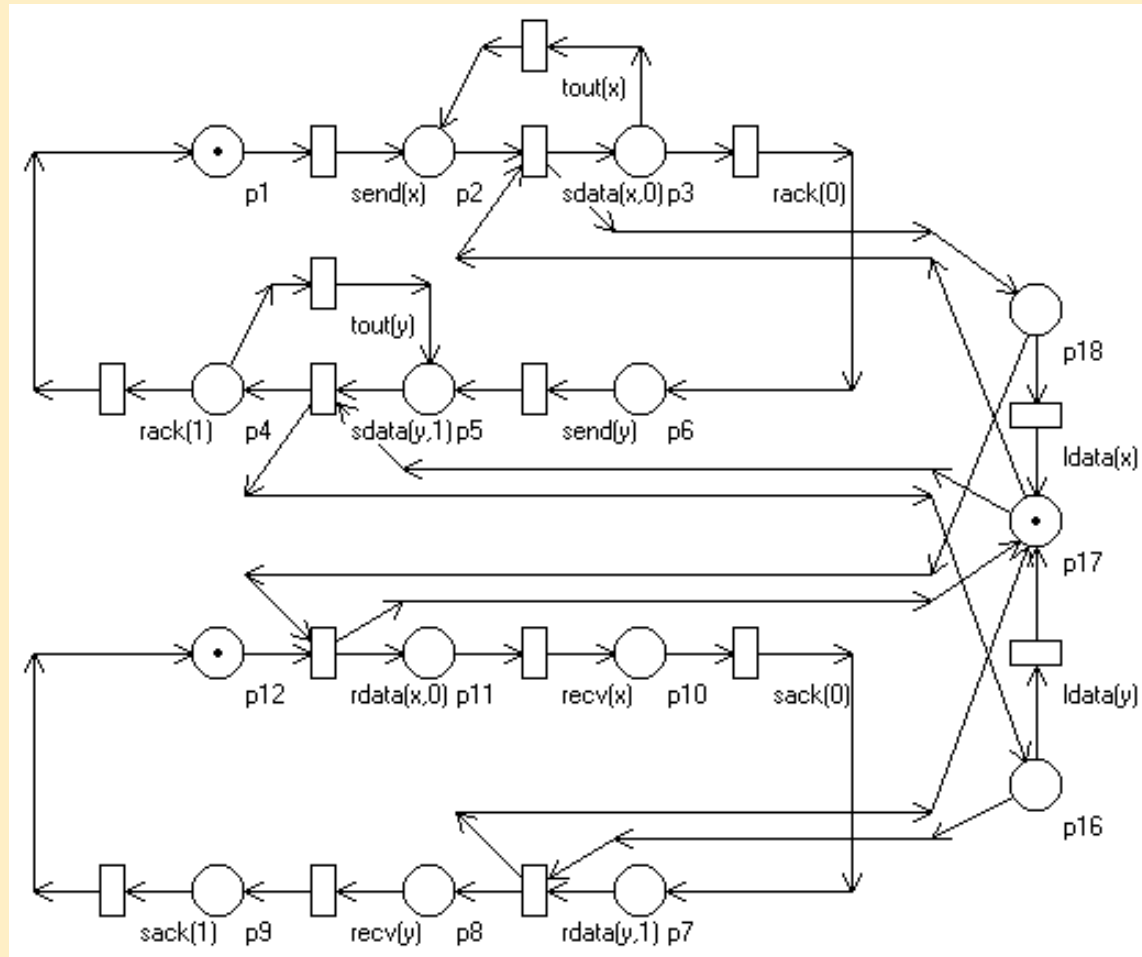 tout(x)
p1
send(x)
p2
sdata(x,0)
p3
rack(0)
tout(y)
p18
rack(1)
p4
sdata(y,1)
p5
send(y)
p6
ldata(x)
p17
p12
rdata(x,0)
p11
recv(x)
p10
sack(0)
ldata(y)
p16
sack(1)
p9
recv(y)
p8
rdata(y,1)
p7